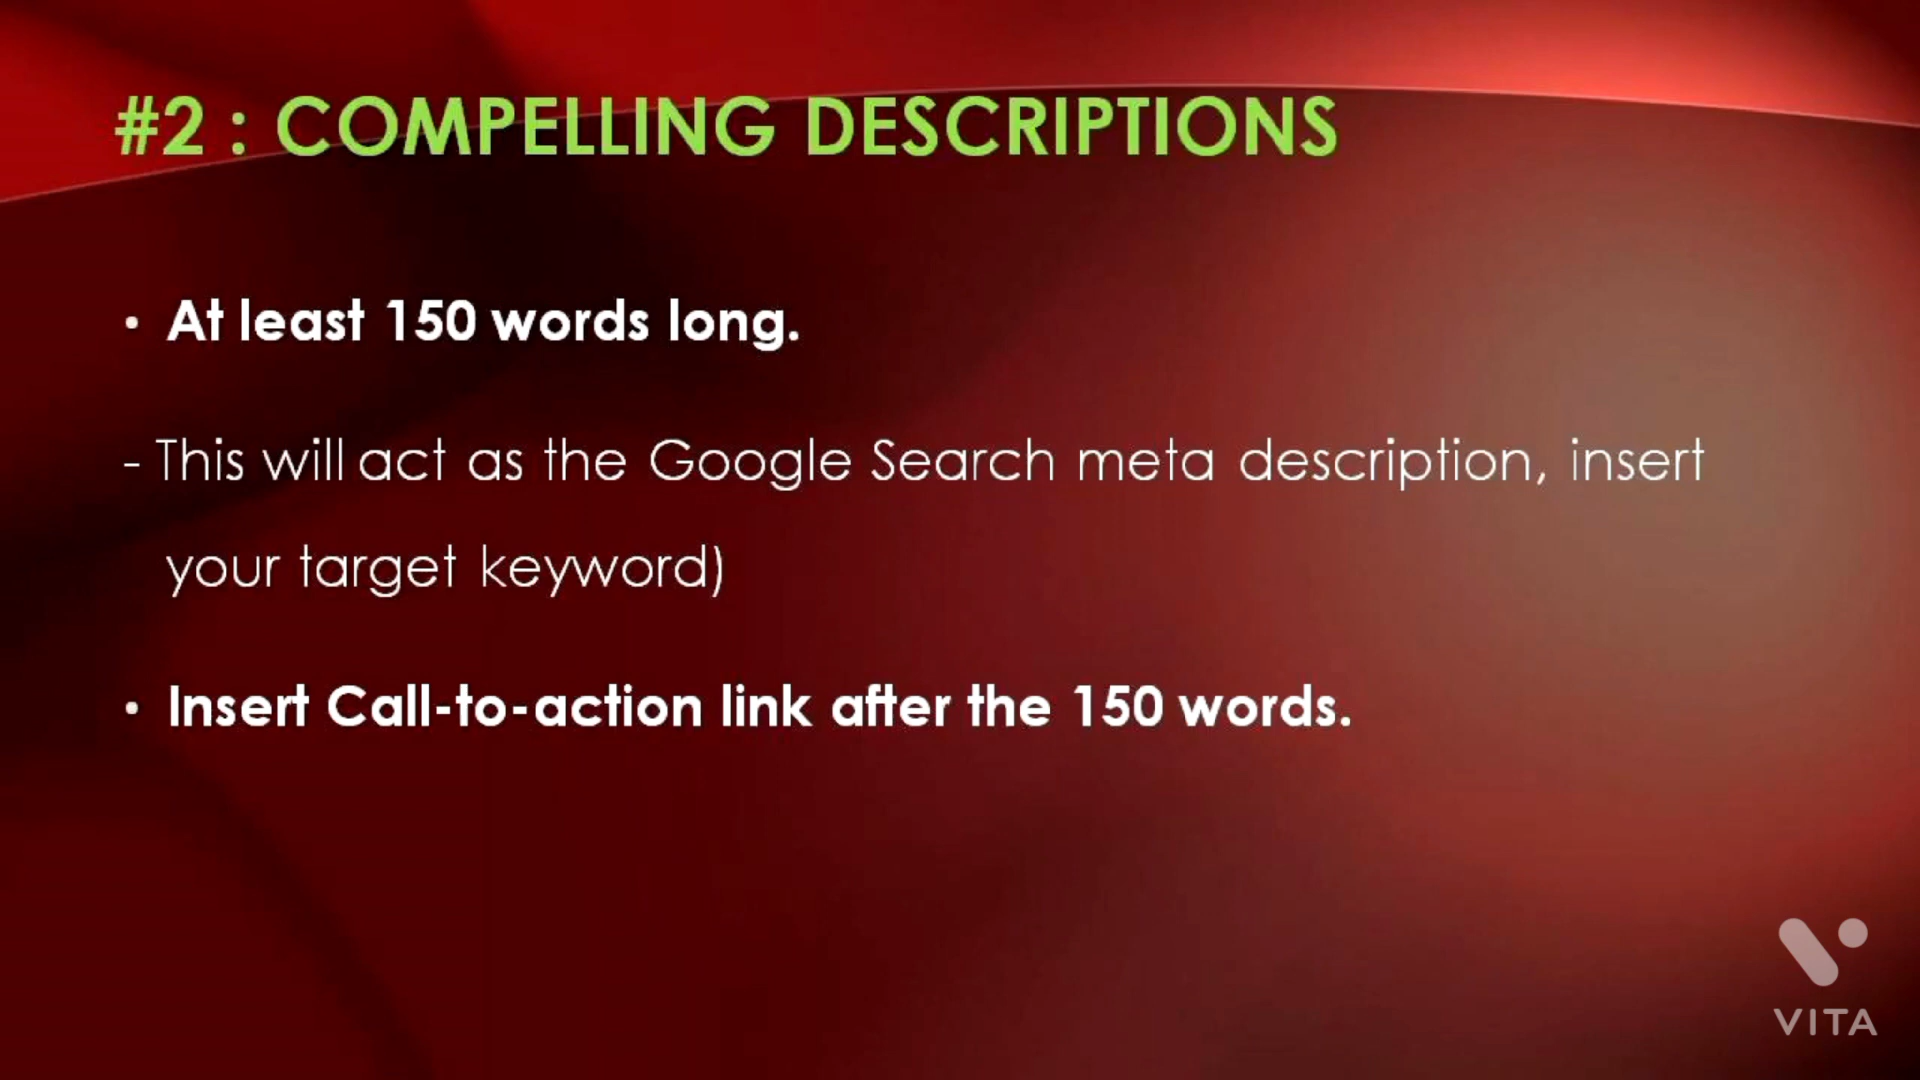 #2 : COMPELLING DESCRIPTIONS
• At least 150 words long.
- This will act as the Google Search meta description, insert
your target keyword)
• Insert Call-to-action link after the 150 words.
VITA